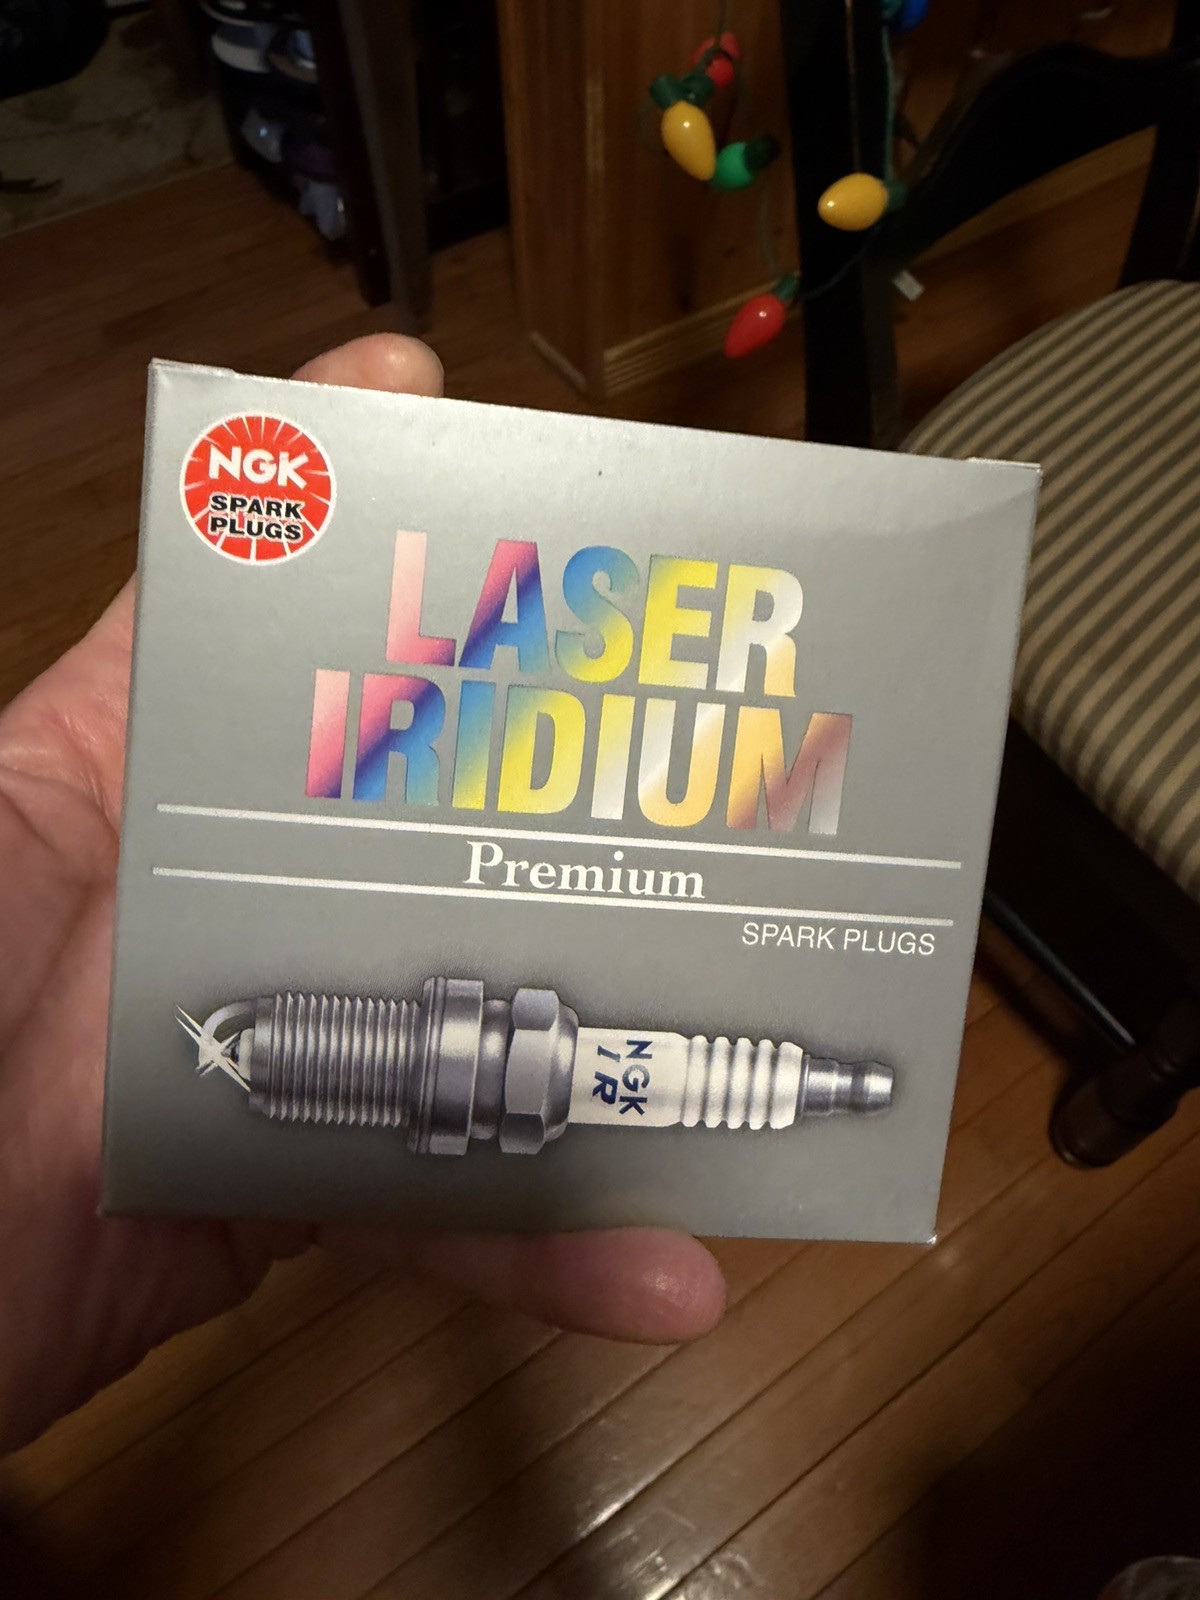 NGK
SPARK
PLUGS
LASER
IRIDIUM
Premium
SPARK PLUGS
NGK
IR